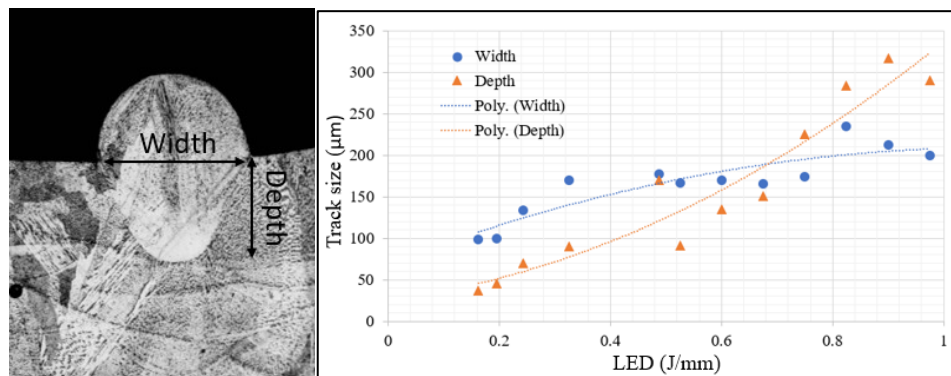 Width
Depth
Track size (µm)
350
300
250
200
150
100
50
0
Width
Depth
Poly. (Width)
Poly. (Depth)
0
0.2
0.4
0.6
0.8
1
LED (J/mm)